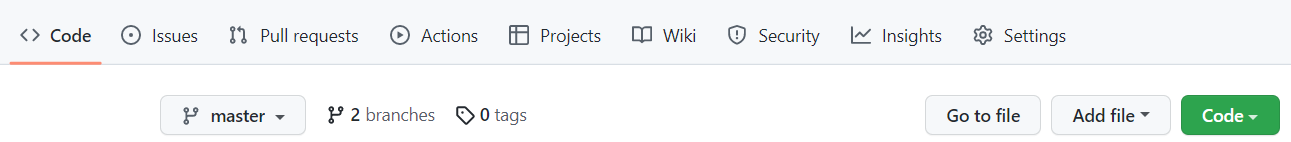 Code Issues Pull requests Actions Projects Wiki Security Insights Settings
master 2 branches 0 tags Go to file Add file Code